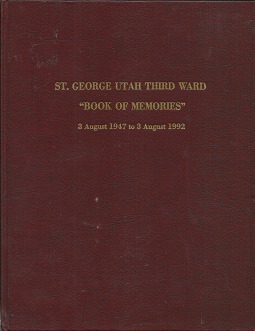 ST. GEORGE UTAH THIRD WARD
"BOOK OF MEMORIES"
3 August 1947 to 3 August 1992